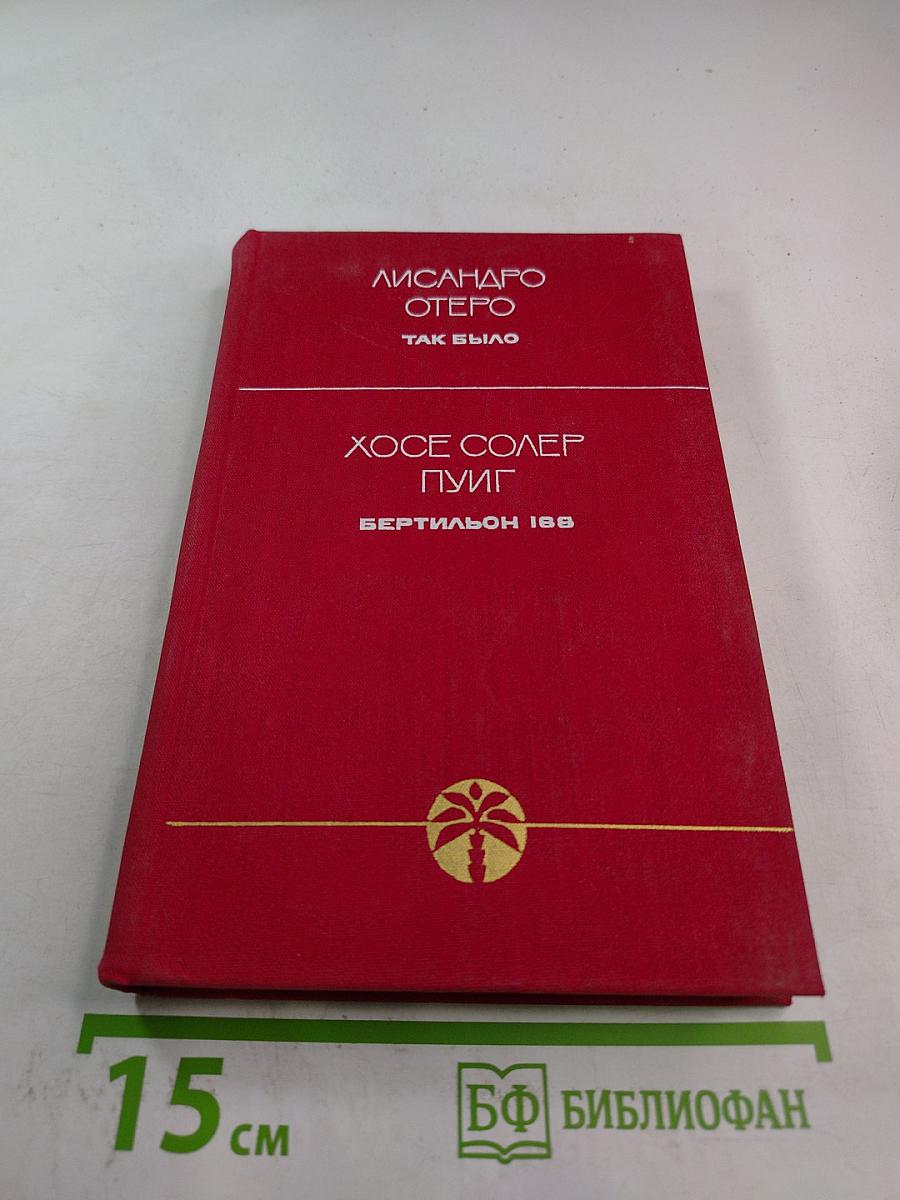 ЛИСАНДРО
ОТЕРО
ТАК БЫЛО
ХОСЕ СОЛЕР
ПУИГ
БЕРТИЛЬОН 166
15 см
БФ БИБЛИОФАН